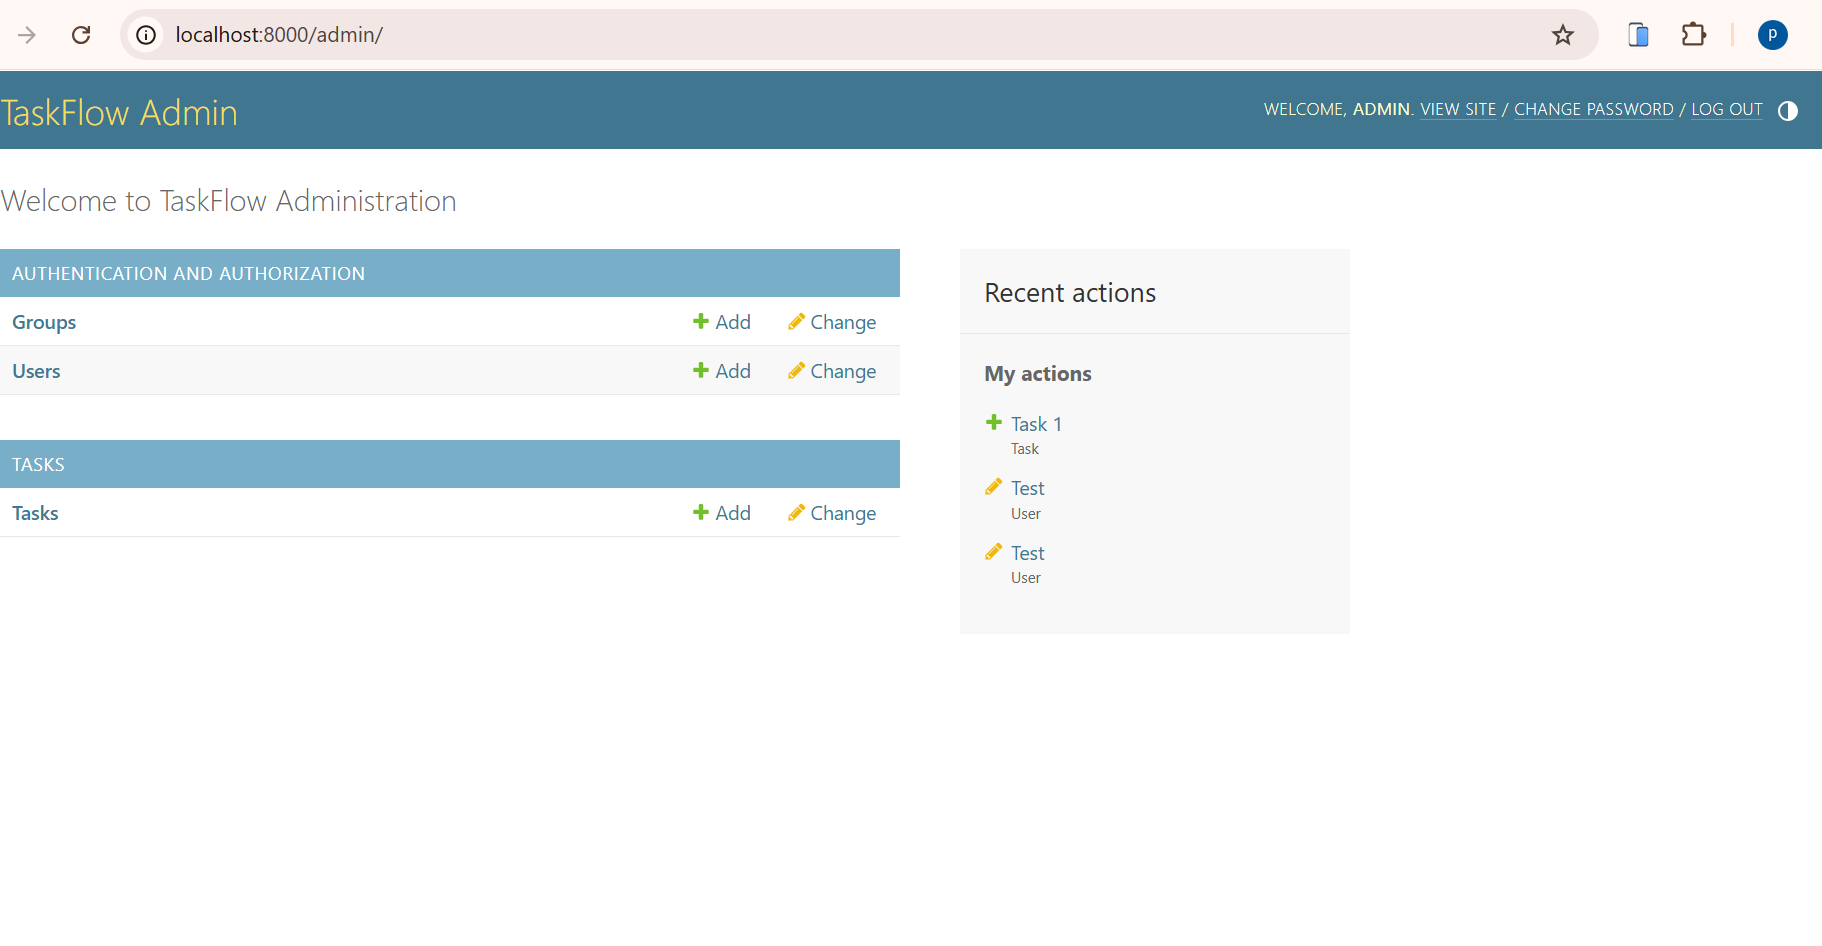 localhost:8000/admin/
p
TaskFlow Admin
WELCOME, ADMIN. VIEW SITE / CHANGE PASSWORD / LOG OUT
Welcome to TaskFlow Administration
AUTHENTICATION AND AUTHORIZATION
Groups Add Change
Users Add Change
TASKS
Tasks Add Change
Recent actions
My actions
Task 1
Task
Test
User
Test
User